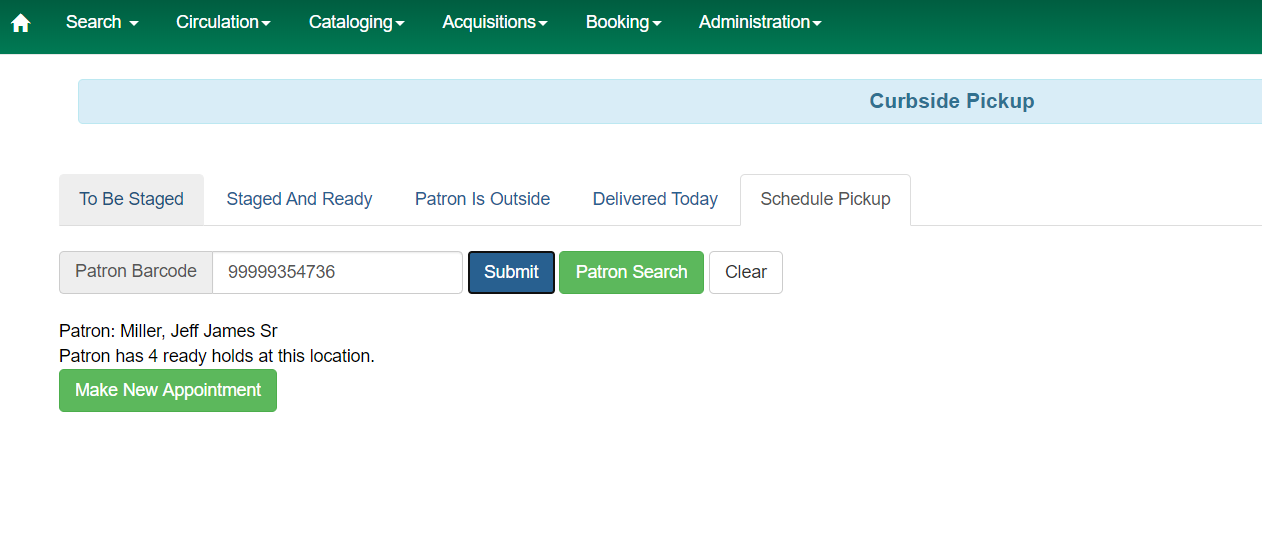 Search Circulation Cataloging Acquisitions Booking Administration
Curbside Pickup
To Be Staged Staged And Ready Patron Is Outside Delivered Today Schedule Pickup
Patron Barcode 99999354736 Submit Patron Search Clear
Patron: Miller, Jeff James Sr
Patron has 4 ready holds at this location.
Make New Appointment